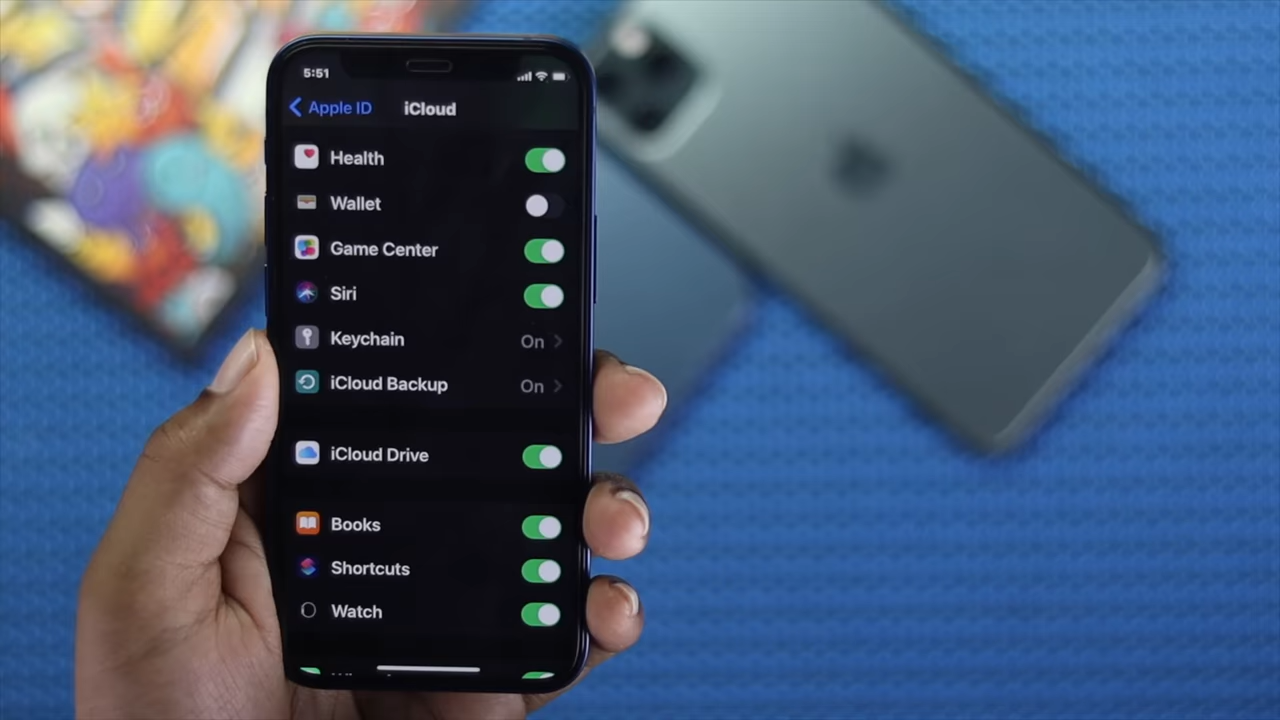 5:51
Apple ID iCloud
Health
Wallet
Game Center
Siri
Keychain On
iCloud Backup On
iCloud Drive
Books
Shortcuts
Watch